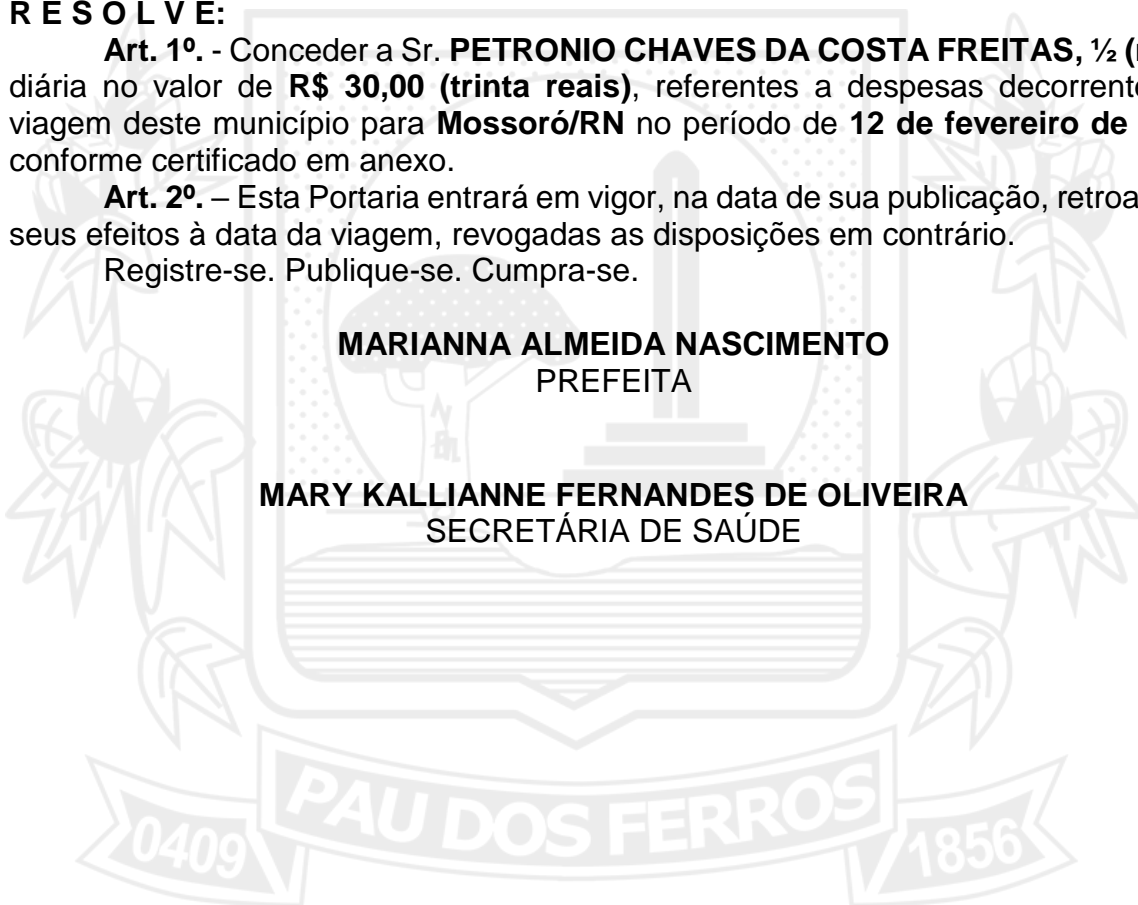 R E S O L V E:
Art. 1º. - Conceder a Sr. PETRONIO CHAVES DA COSTA FREITAS, ½
diária no valor de R$ 30,00 (trinta reais), referentes a despesas
viagem deste município para Mossoró/RN no período de 12 de fevereiro de
conforme certificado em anexo.
Art. 2º. – Esta Portaria entrará em vigor, na data de sua publicação,
seus efeitos à data da viagem, revogadas as disposições em contrário.
Registre-se. Publique-se. Cumpra-se.
MARIANNA ALMEIDA NASCIMENTO
PREFEITA
MARY KALLIANNE FERNANDES DE OLIVEIRA
SECRETÁRIA DE SAÚDE
PAU DOS FERROS
0409
1856